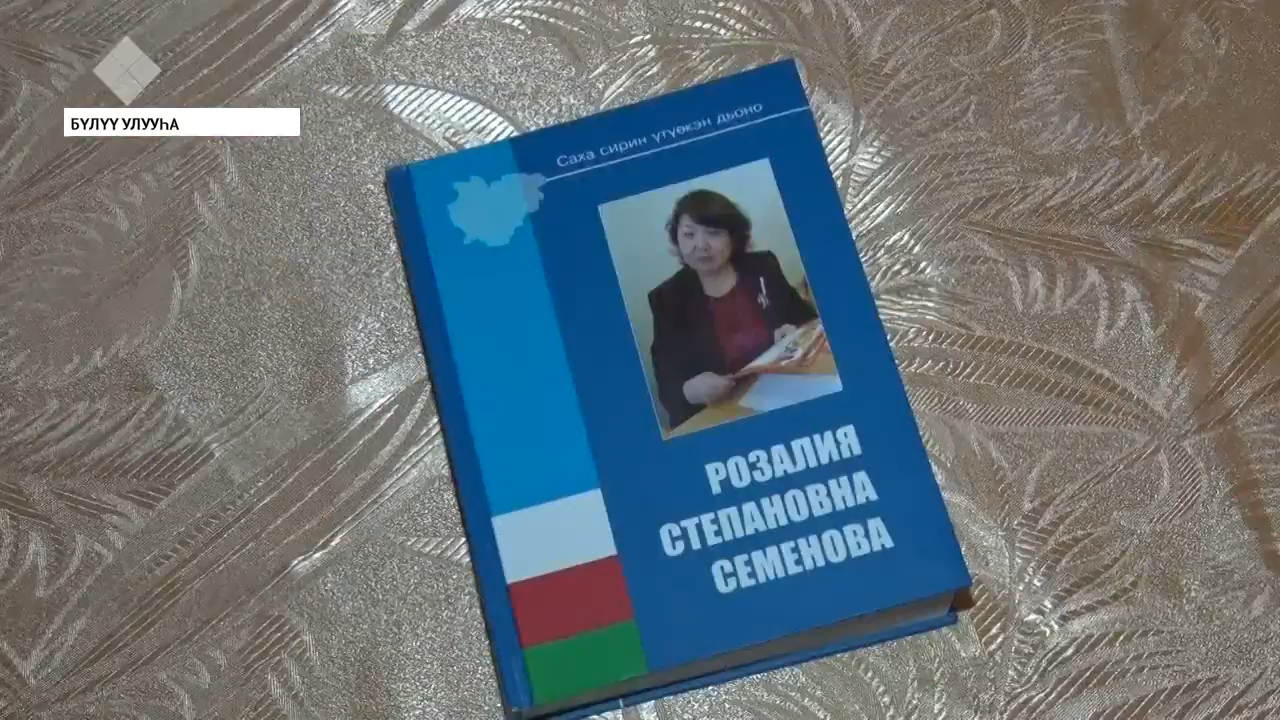 БҮЛҮҮ УЛУУҺА
Саха сирин үтүөкэн дьоно
РОЗАЛИЯ
СТЕПАНОВНА
СЕМЕНОВА